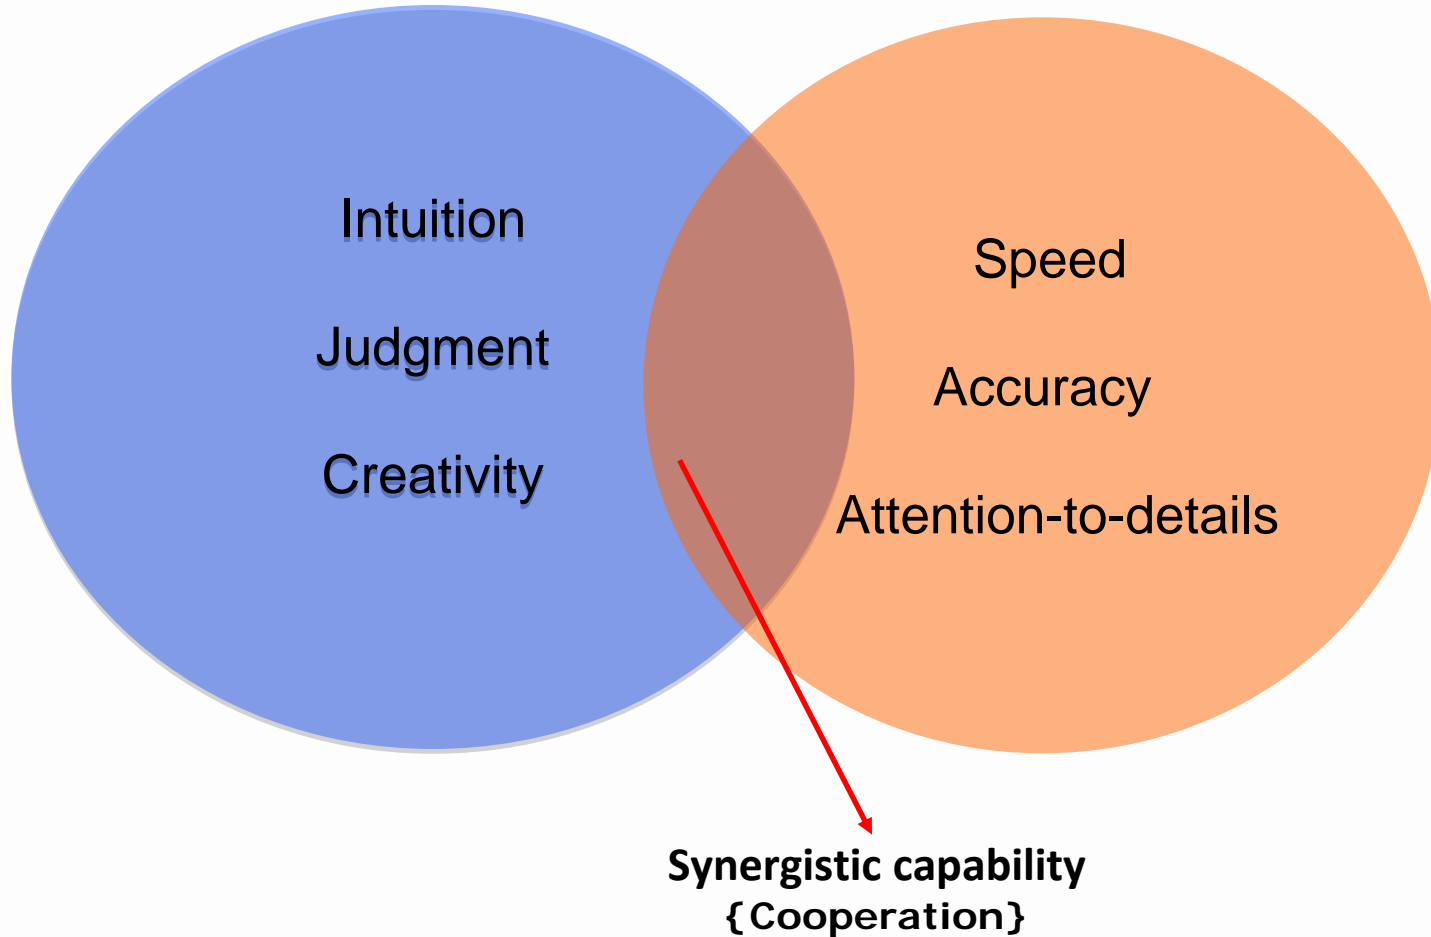 Intuition
Judgment
Creativity
Speed
Accuracy
Attention-to-details
Synergistic capability
{Cooperation}